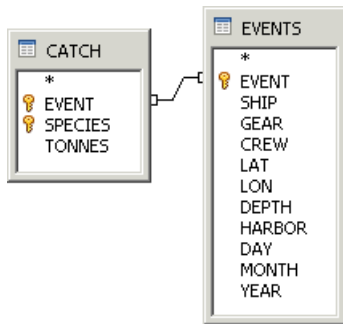 CATCH
*
EVENT
SPECIES
TONNES
EVENTS
*
EVENT
SHIP
GEAR
CREW
LAT
LON
DEPTH
HARBOR
DAY
MONTH
YEAR